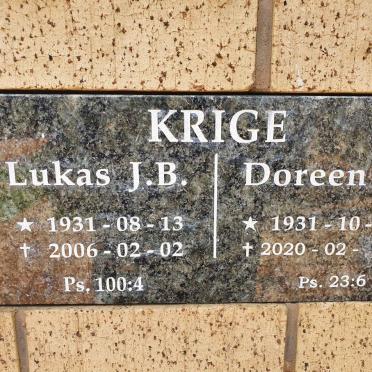 KRIGE
Lukas J.B.
★ 1931 - 08 - 13
✝ 2006 - 02 - 02
Ps. 100:4
Doreen
★ 1931 - 10 -
✝ 2020 - 02 -
Ps. 23:6